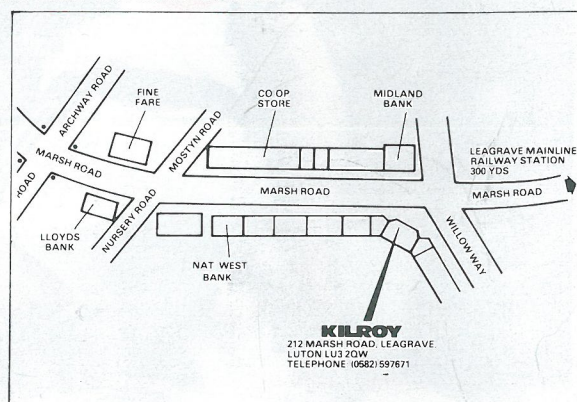 ARCHWAY ROAD
FINE
FARE
MOSTYN ROAD
CO OP
STORE
MIDLAND
BANK
LEAGRAVE MAINLINE
RAILWAY STATION
300 YDS
MARSH ROAD
MARSH ROAD
MARSH ROAD
ROAD
LLOYDS
BANK
NURSERY ROAD
NAT WEST
BANK
WILLOW WAY
KILROY
212 MARSH ROAD, LEAGRAVE,
LUTON LU3 2QW
TELEPHONE (0582) 597671